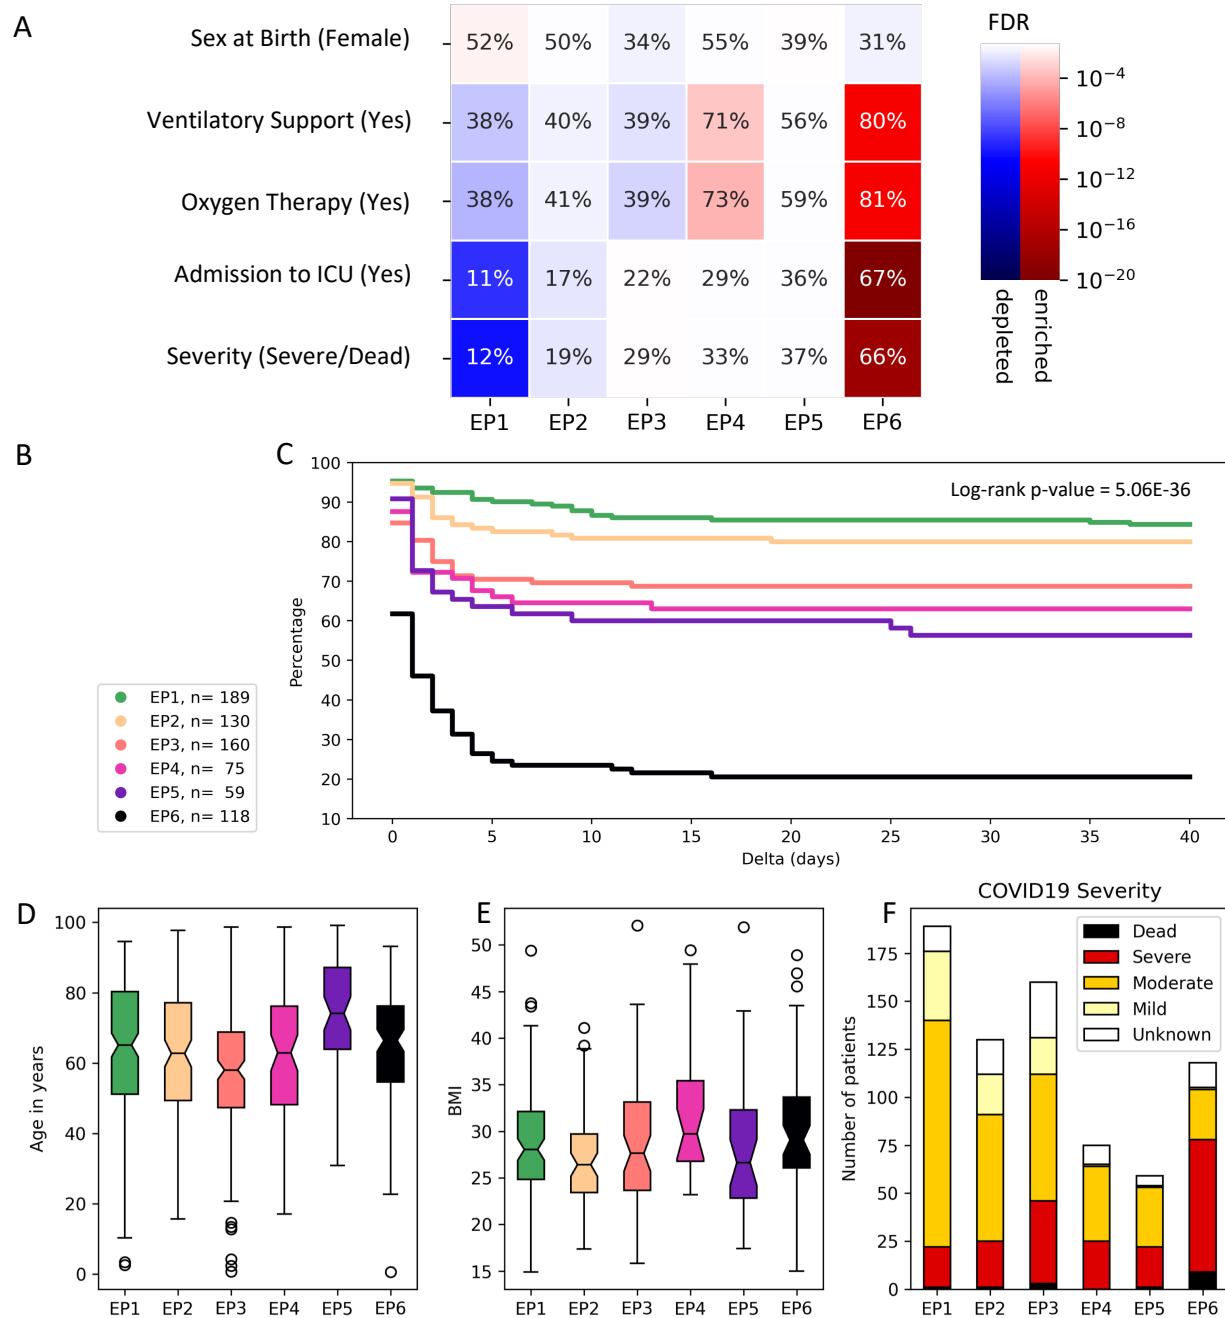 A
Sex at Birth (Female)
52% 50% 34% 55% 39% 31%
Ventilatory Support (Yes)
38% 40% 39% 71% 56% 80%
Oxygen Therapy (Yes)
38% 41% 39% 73% 59% 81%
Admission to ICU (Yes)
11% 17% 22% 29% 36% 67%
Severity (Severe/Dead)
12% 19% 29% 33% 37% 66%
EP1 EP2 EP3 EP4 EP5 EP6
FDR
10⁻⁴
10⁻⁸
10⁻¹²
10⁻¹⁶
10⁻²⁰
depleted
enriched
B
EP1, n= 189
EP2, n= 130
EP3, n= 160
EP4, n= 75
EP5, n= 59
EP6, n= 118
C
Log-rank p-value = 5.06E-36
Percentage
100
90
80
70
60
50
40
30
20
10
0 5 10 15 20 25 30 35 40
Delta (days)
D
Age in years
100
80
60
40
20
0
EP1 EP2 EP3 EP4 EP5 EP6
E
BMI
50
45
40
35
30
25
20
15
EP1 EP2 EP3 EP4 EP5 EP6
F
COVID19 Severity
Number of patients
175
150
125
100
75
50
25
0
Dead
Severe
Moderate
Mild
Unknown
EP1 EP2 EP3 EP4 EP5 EP6